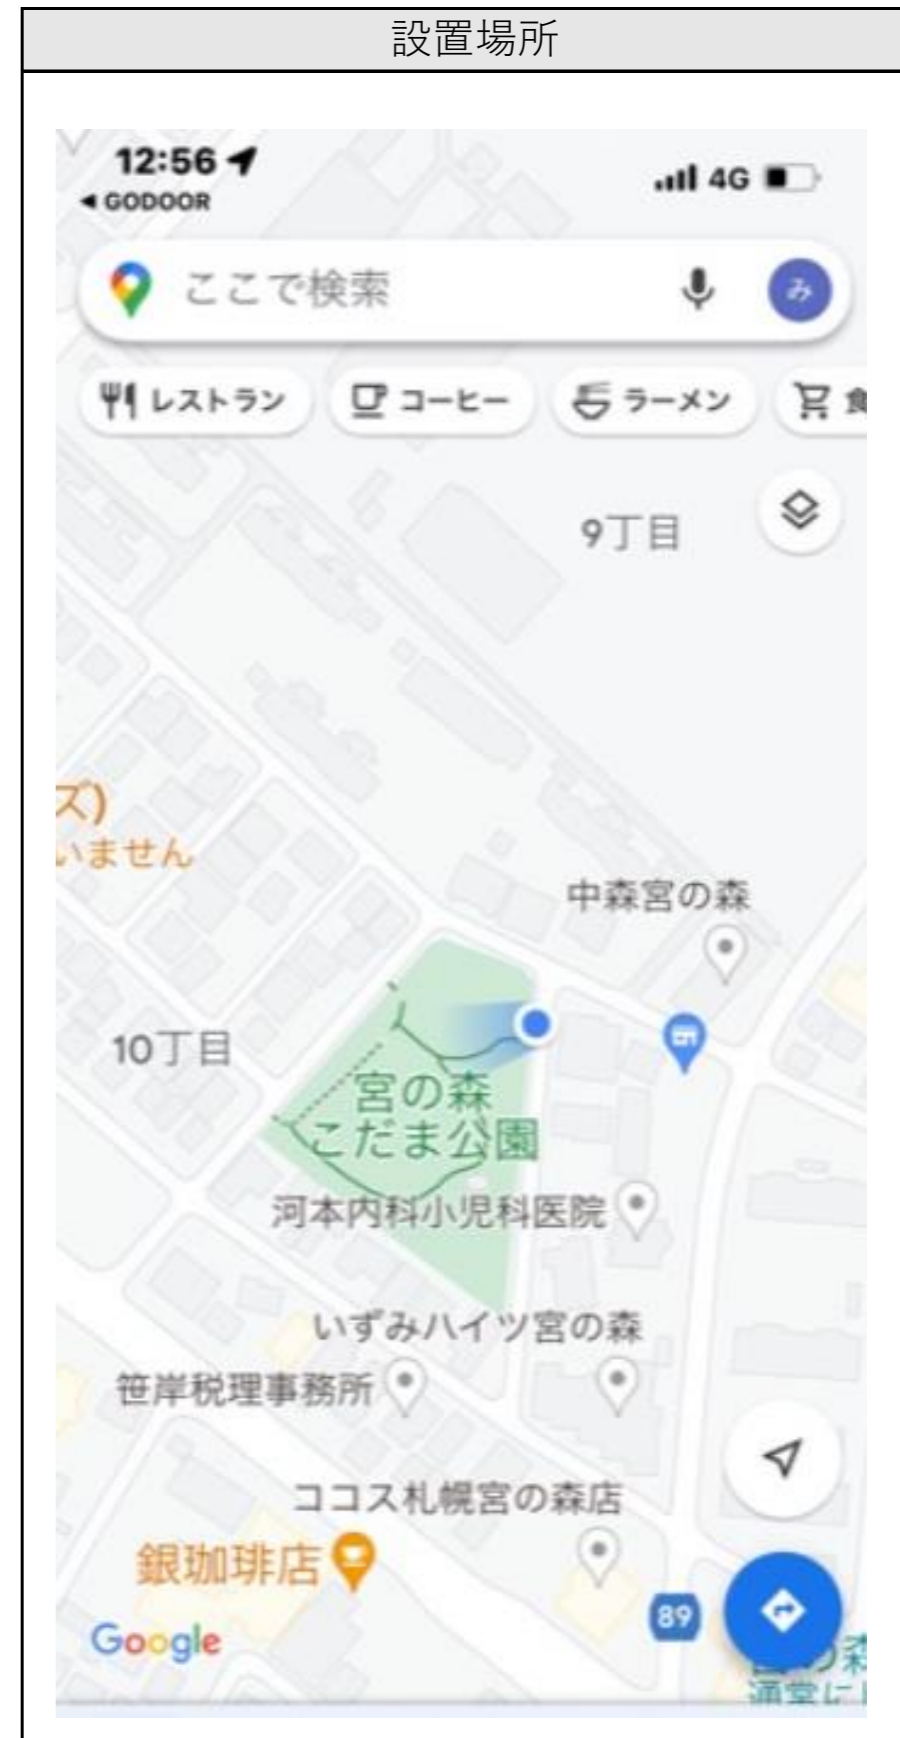 設置場所
12:56
4G
◀ GODOOR
ここで検索
み
レストラン
コーヒー
ラーメン
食
9丁目
ズ)
いません
中森宮の森
10丁目
宮の森
こだま公園
河本内科小児科医院
いずみハイツ宮の森
笹岸税理事務所
ココス札幌宮の森店
銀珈琲店
89
Google